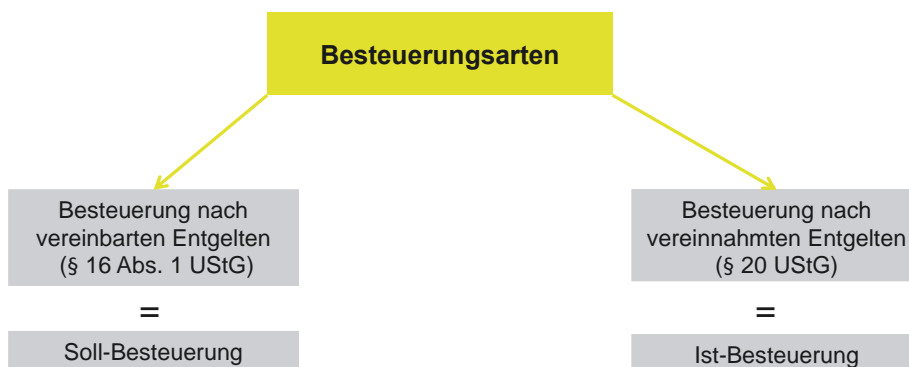 Besteuerungsarten
Besteuerung nach
vereinbarten Entgelten
(§ 16 Abs. 1 UStG)
=
Soll-Besteuerung
Besteuerung nach
vereinnahmten Entgelten
(§ 20 UStG)
=
Ist-Besteuerung